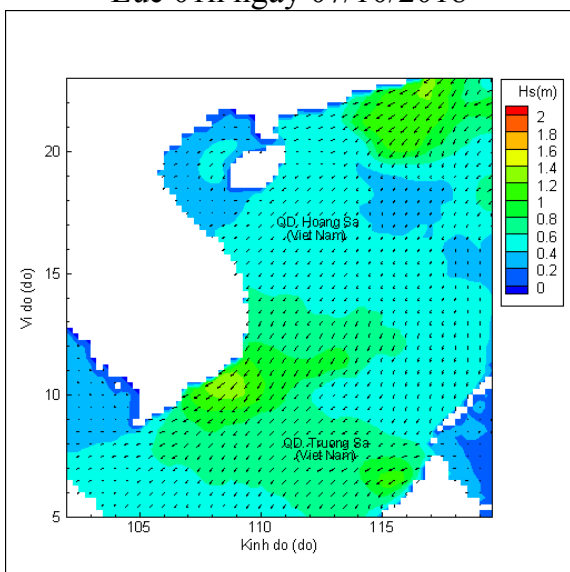 Hs(m)
2
1.8
1.6
1.4
1.2
1
0.8
0.6
0.4
0.2
0
20
15
10
5
QD. Hoang Sa
(Viet Nam)
QD. Truong Sa
(Viet Nam)
Vi do (do)
105 110 115
Kinh do (do)